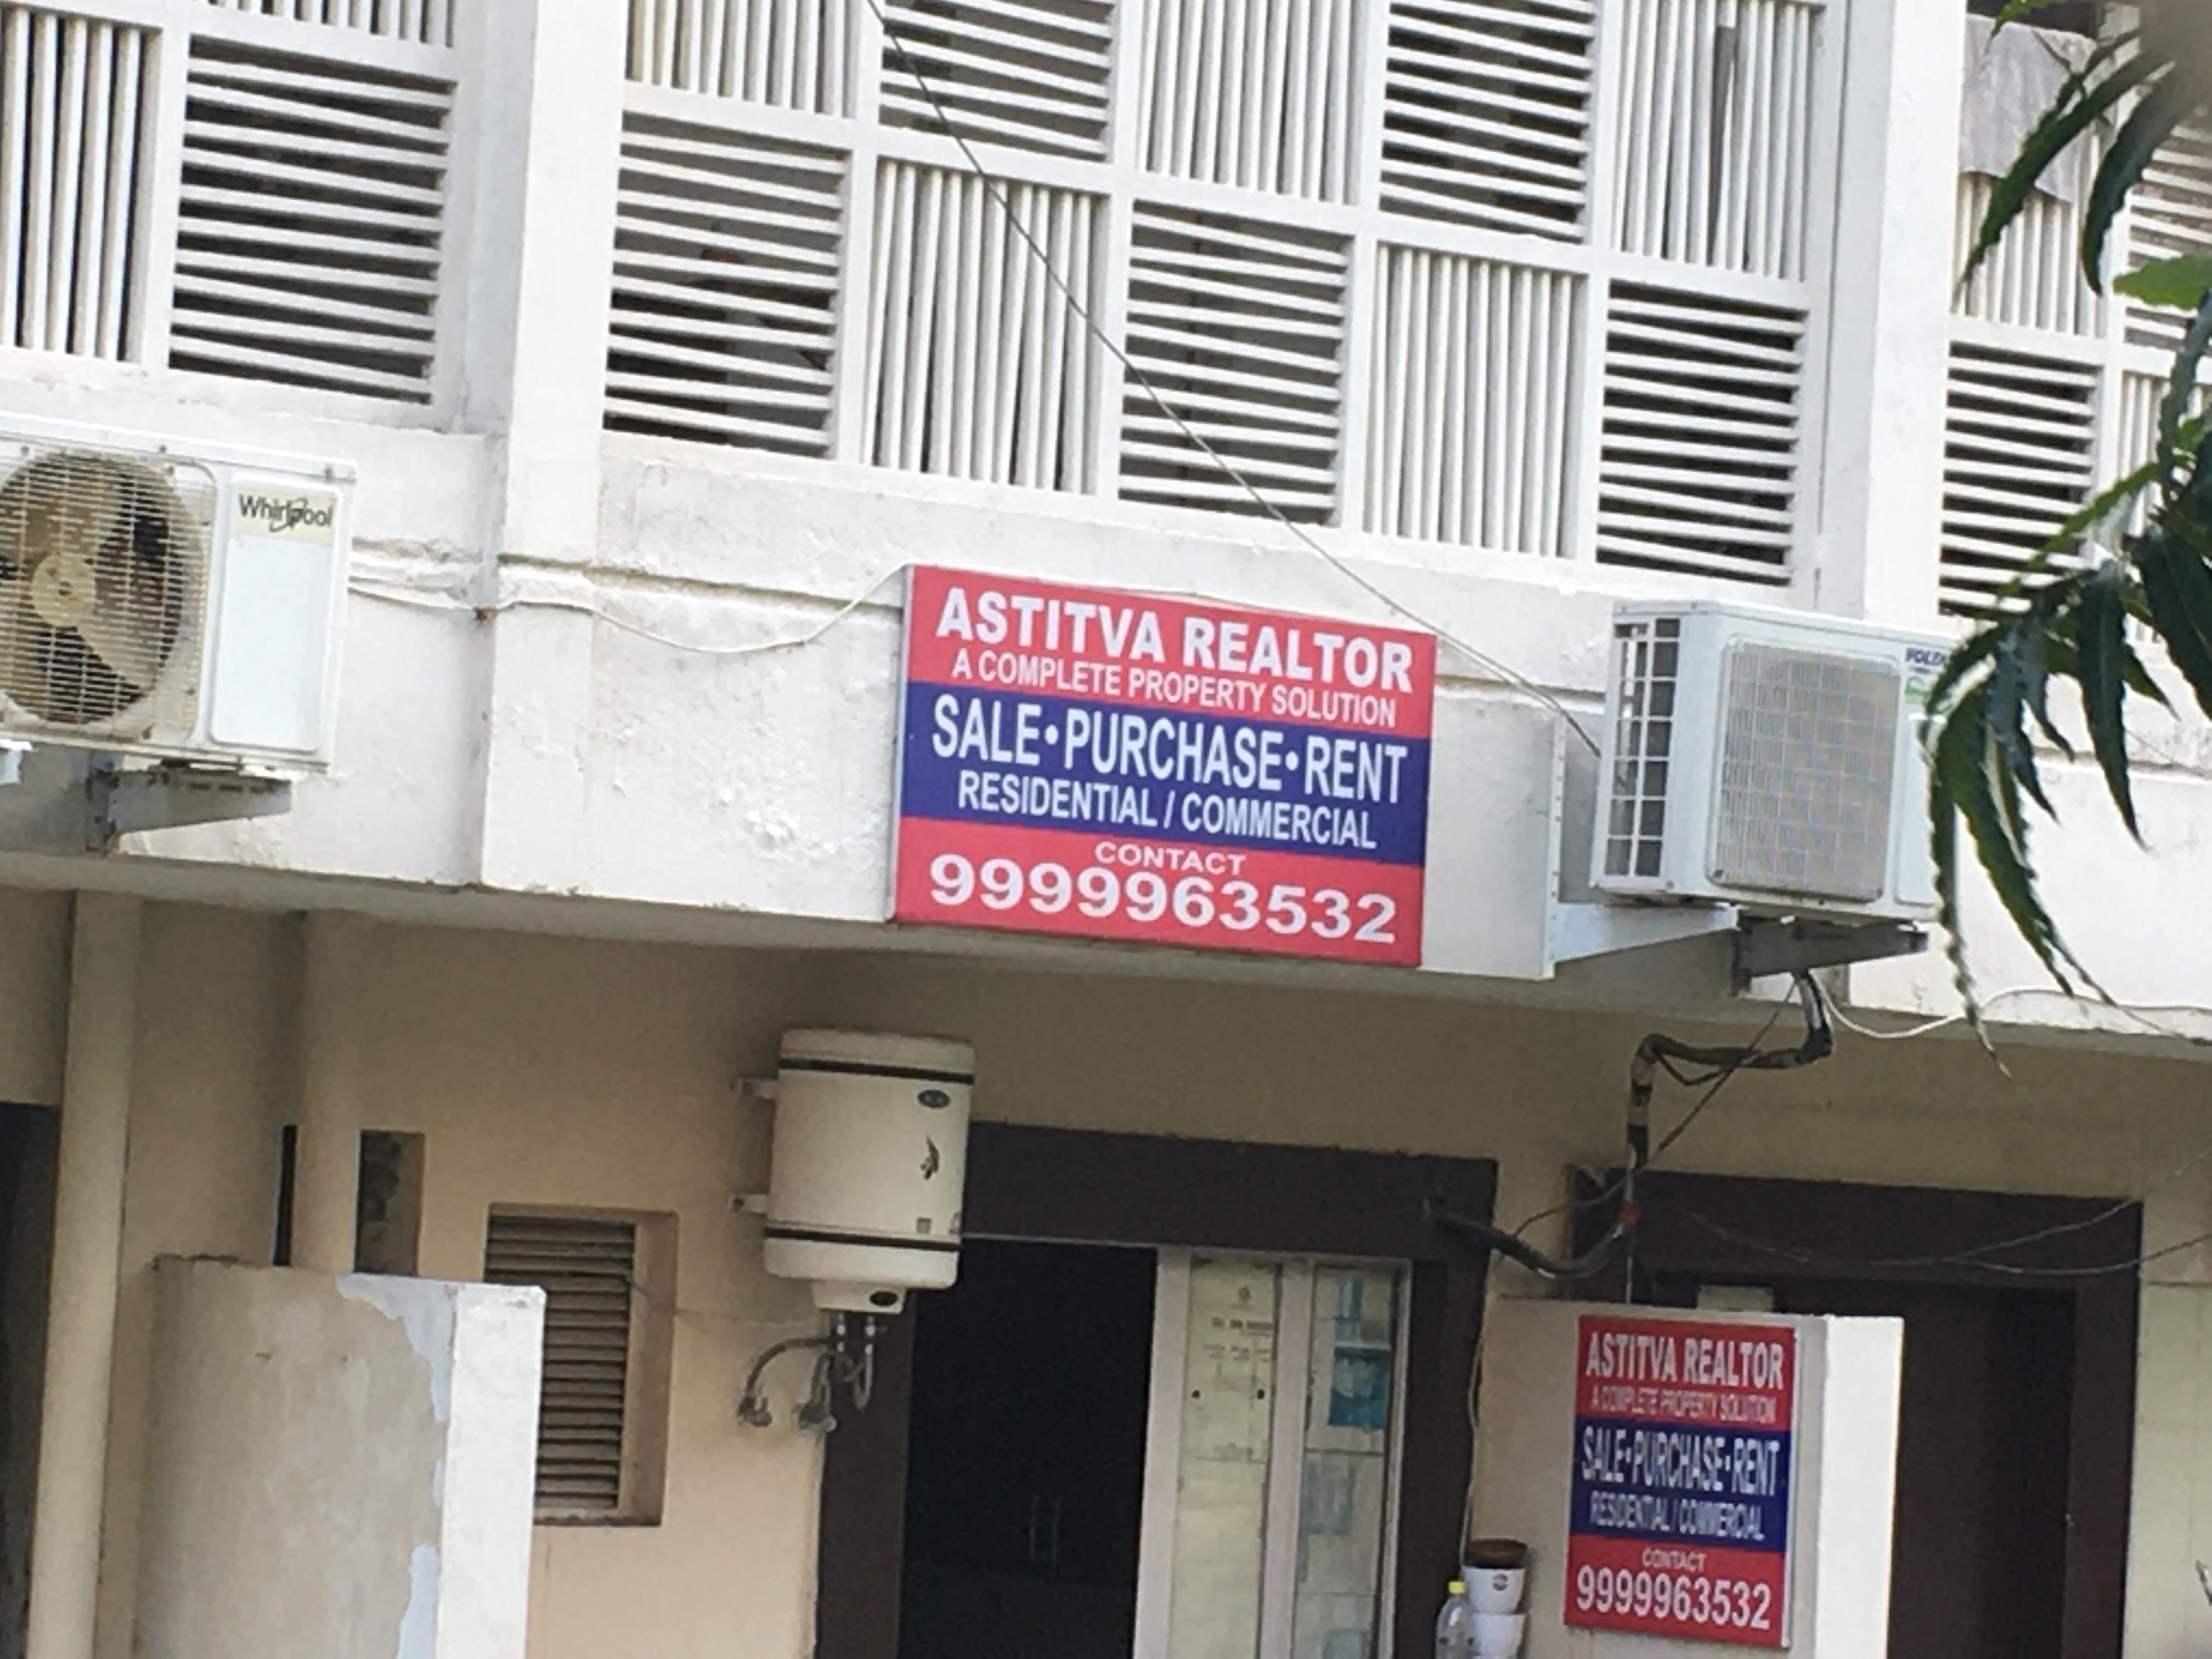 Whirlpool
ASTITVA REALTOR
A COMPLETE PROPERTY SOLUTION
SALE•PURCHASE•RENT
RESIDENTIAL / COMMERCIAL
CONTACT
9999963532
ASTITVA REALTOR
A COMPLETE PROPERTY SOLUTION
SALE•PURCHASE•RENT
RESIDENTIAL / COMMERCIAL
CONTACT
9999963532